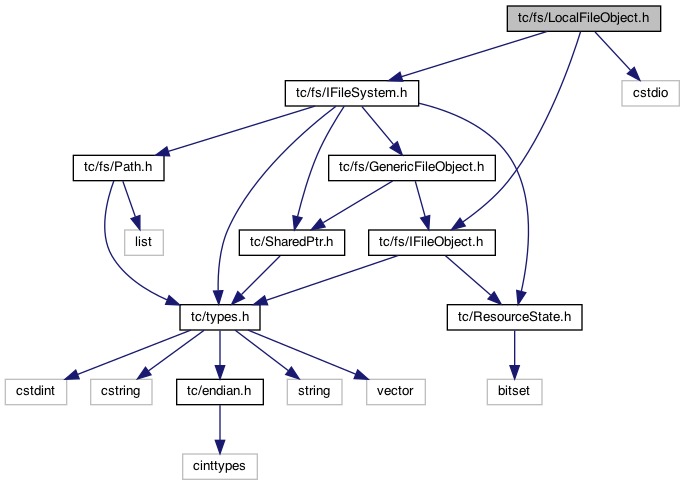 tc/fs/LocalFileObject.h
tc/fs/IFileSystem.h
cstdio
tc/fs/Path.h
tc/fs/GenericFileObject.h
list
tc/SharedPtr.h
tc/fs/IFileObject.h
tc/types.h
tc/ResourceState.h
cstdint
cstring
tc/endian.h
string
vector
bitset
cinttypes